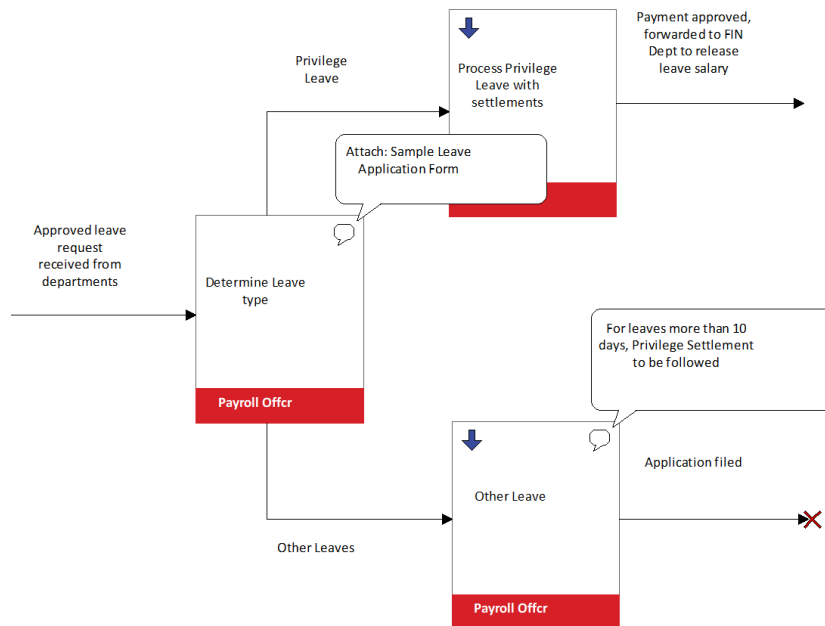 Privilege
Leave
Process Privilege
Leave with
settlements
Payment approved,
forwarded to FIN
Dept to release
leave salary
Attach: Sample Leave
Application Form
Approved leave
request
received from
departments
Determine Leave
type
Payroll Offcr
For leaves more than 10
days, Privilege Settlement
to be followed
Other Leave
Application filed
Other Leaves
Payroll Offcr